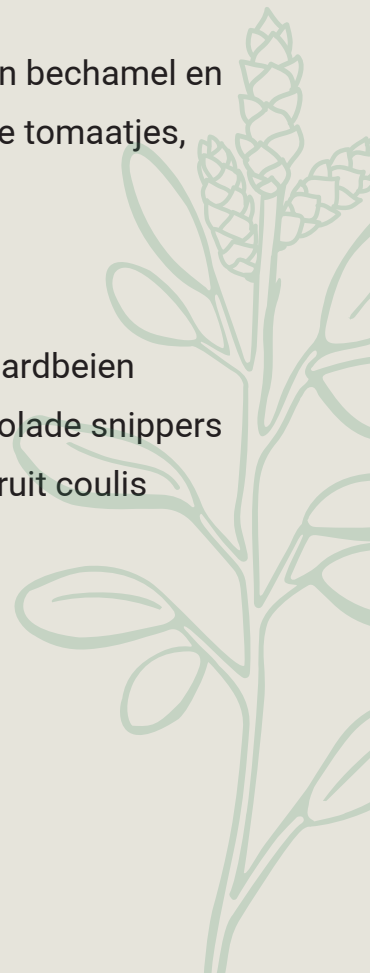 n bechamel en
e tomaatjes,
ardbeien
olade snippers
ruit coulis